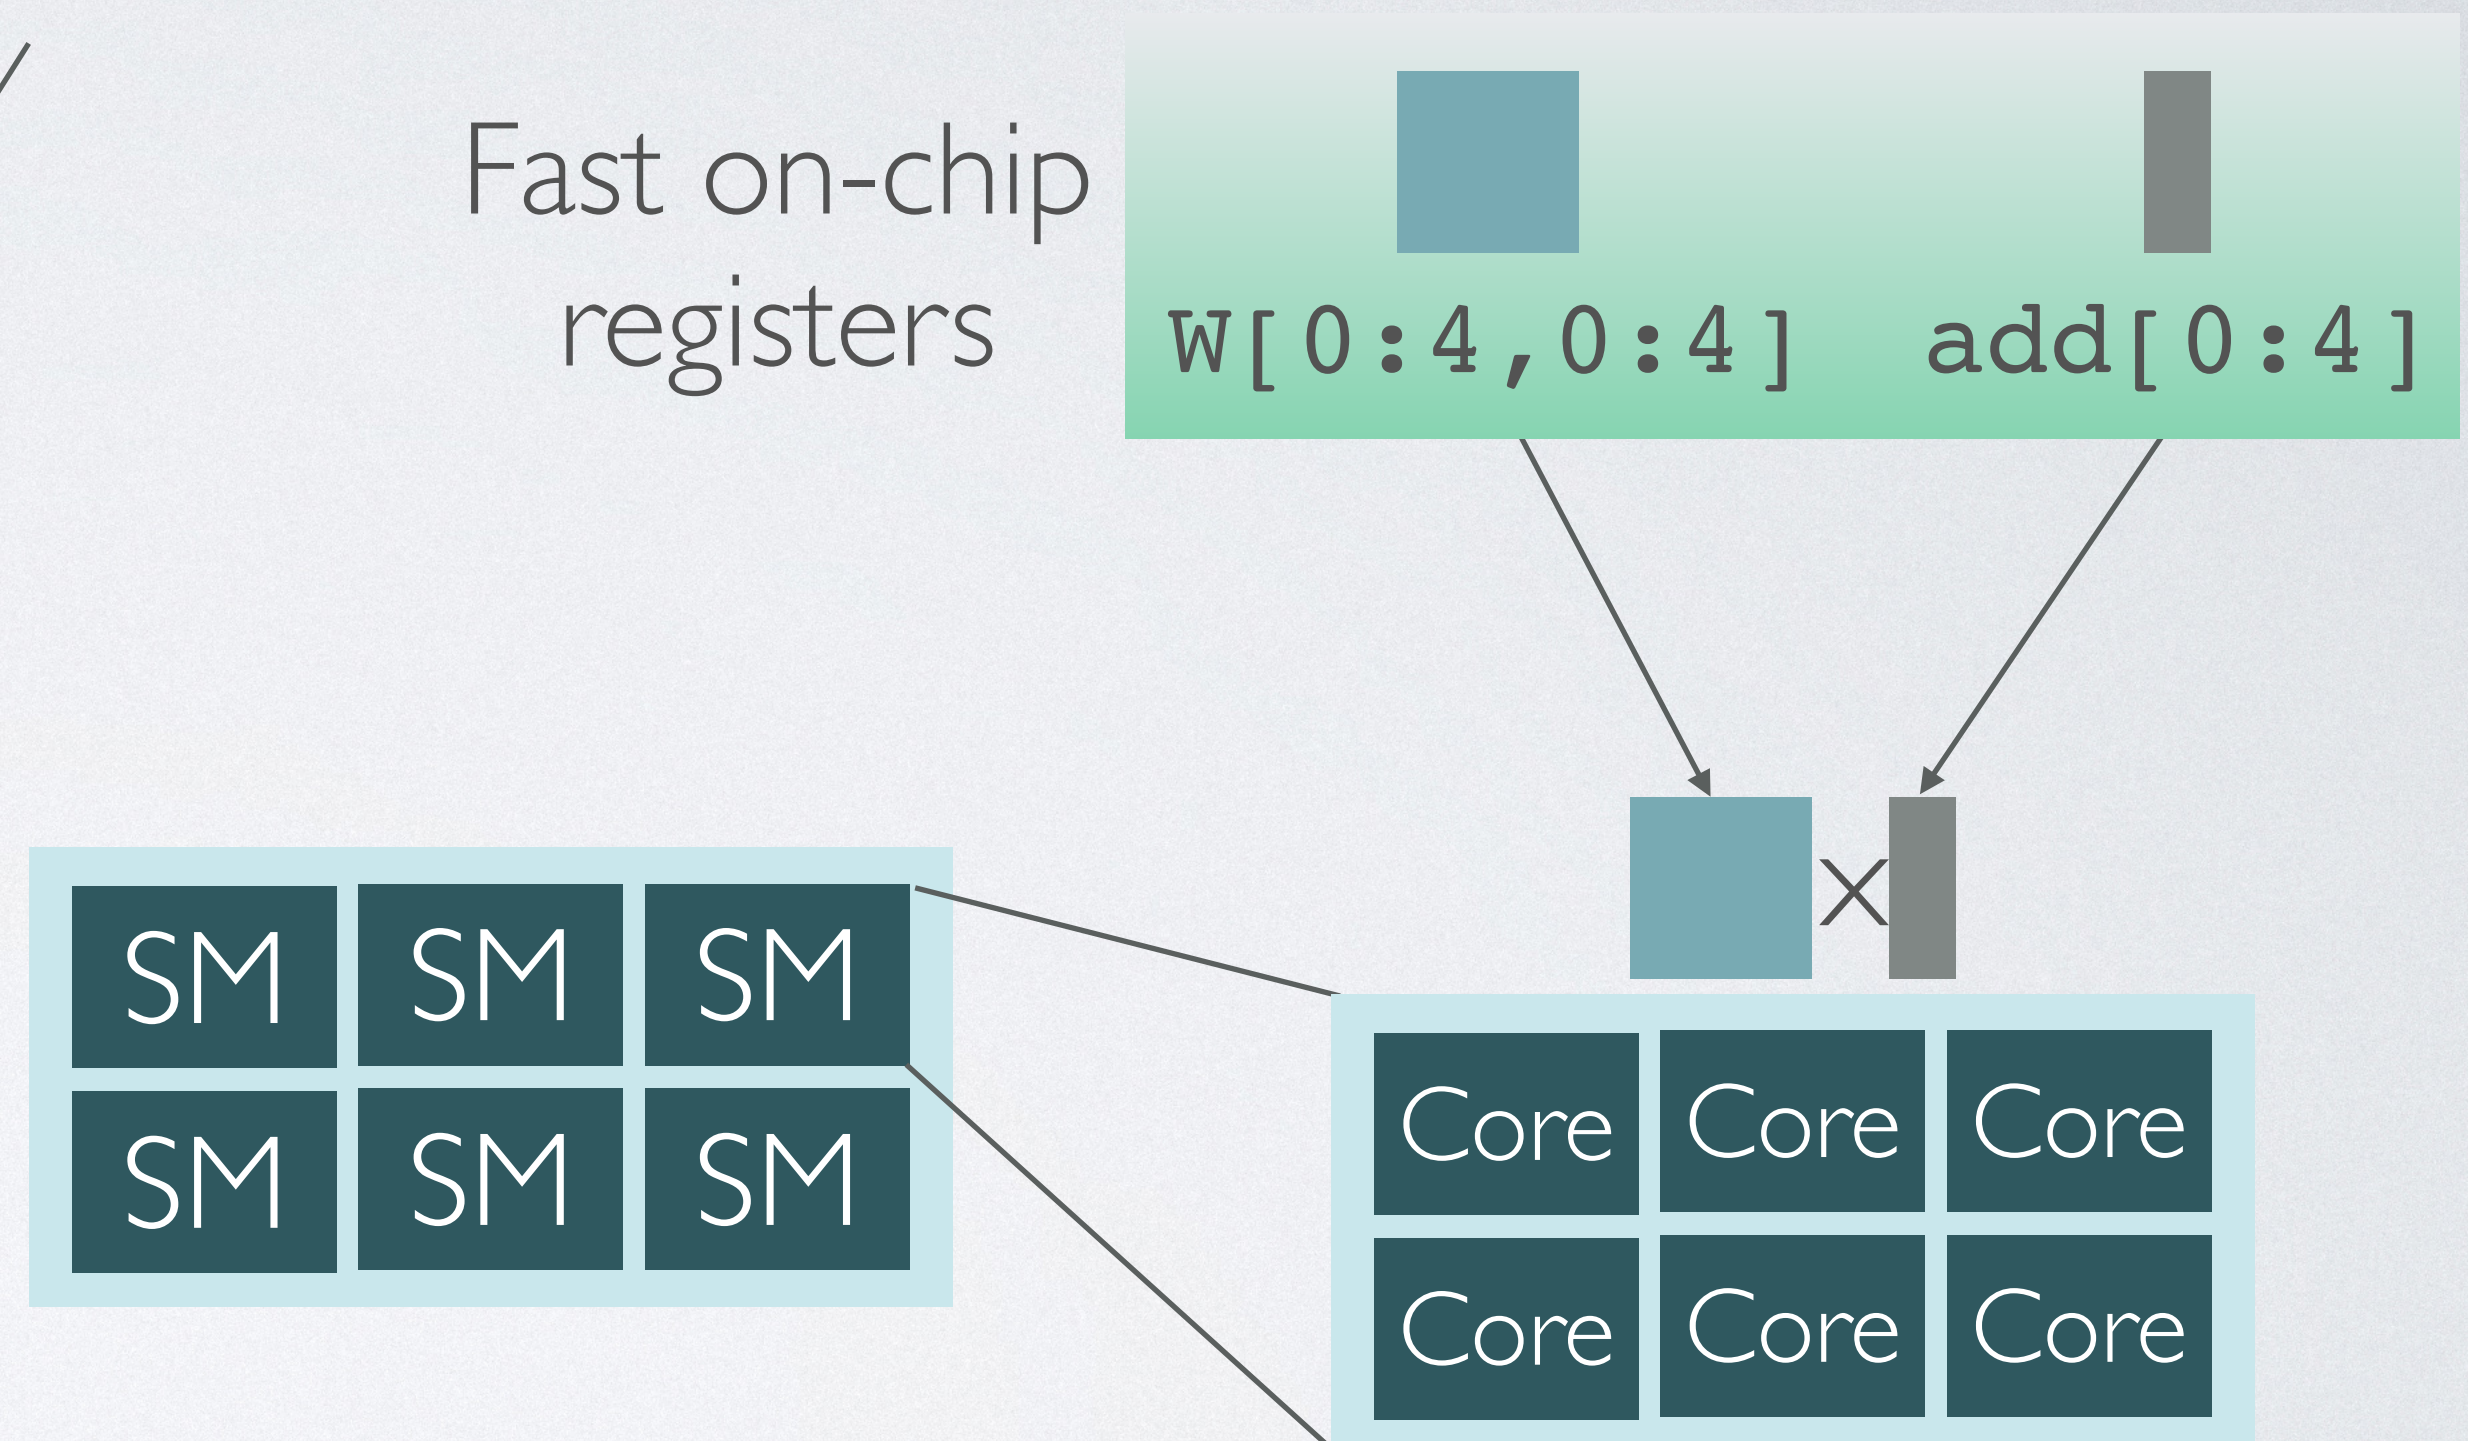 Fast on-chip
registers
W[0:4,0:4] add[0:4]
X
SM SM SM
SM SM SM
Core Core Core
Core Core Core